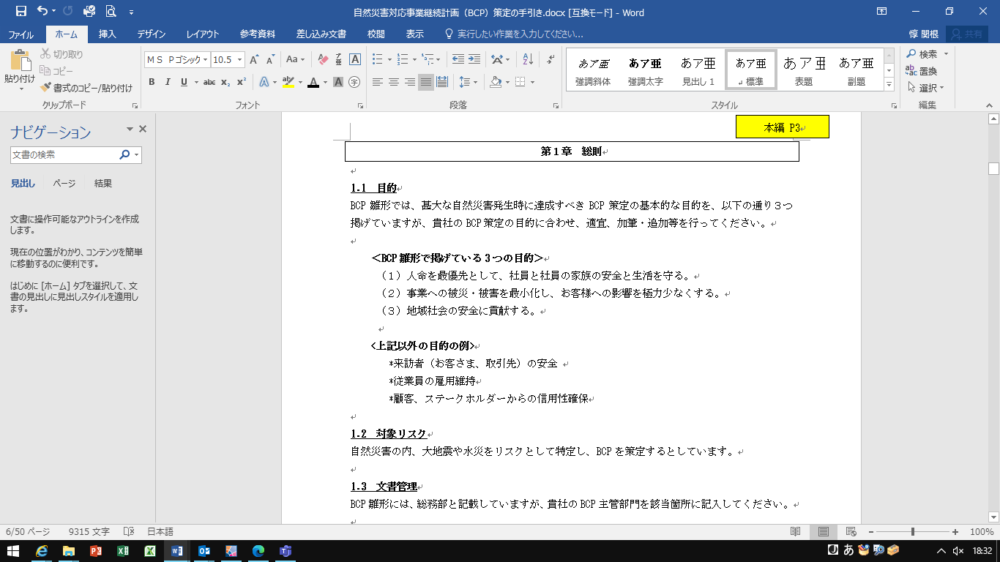 自然災害対応事業継続計画（BCP）策定の手引き.docx [互換モード] - Word
ファイル ホーム 挿入 デザイン レイアウト 参考資料 差し込み文書 校閲 表示 実行したい作業を入力してください... 惇 関根 共有
貼り付け
切り取り
コピー
書式のコピー/貼り付け
クリップボード
ＭＳ Ｐゴシック 10.5
フォント
段落
あア亜 あア亜 あア亜 あア亜 あア亜 あア亜
強調斜体 強調太字 見出し 1 標準 表題 副題
スタイル
検索
置換
選択
編集
ナビゲーション
文書の検索
見出し ページ 結果
文書に操作可能なアウトラインを作成
します。
現在の位置がわかり、コンテンツを簡単
に移動するのに便利です。
はじめに [ホーム] タブを選択して、文
書の見出しに見出しスタイルを適用しま
す。
本編 P3
第１章　総則
1.1　目的
BCP 雛形では、甚大な自然災害発生時に達成すべき BCP 策定の基本的な目的を、以下の通り３つ
掲げていますが、貴社の BCP 策定の目的に合わせ、適宜、加筆・追加等を行ってください。
＜BCP 雛形で掲げている３つの目的＞
（１）人命を最優先として、社員と社員の家族の安全と生活を守る。
（２）事業への被災・被害を最小化し、お客様への影響を極力少なくする。
（３）地域社会の安全に貢献する。
<上記以外の目的の例>
*来訪者（お客さま、取引先）の安全
*従業員の雇用維持
*顧客、ステークホルダーからの信用性確保
1.2　対象リスク
自然災害の内、大地震や水災をリスクとして特定し、BCP を策定するとしています。
1.3　文書管理
BCP 雛形には、総務部と記載していますが、貴社の BCP 主管部門を該当箇所に記入してください。
6/50 ページ 9315 文字 日本語 100%
18:32